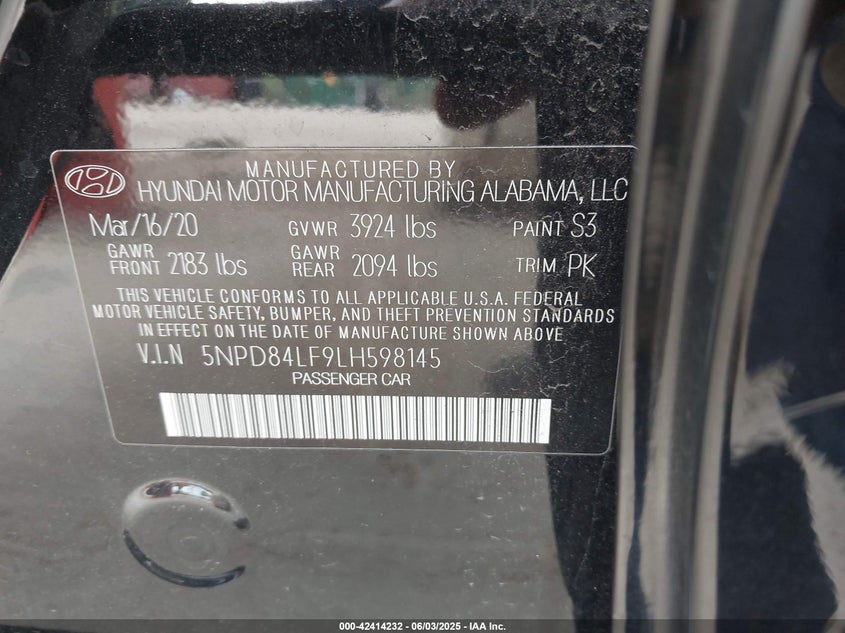 MANUFACTURED BY
HYUNDAI MOTOR MANUFACTURING ALABAMA, LLC
Mar/16/20 GVWR 3924 lbs PAINT S3
GAWR FRONT 2183 lbs GAWR REAR 2094 lbs TRIM PK
THIS VEHICLE CONFORMS TO ALL APPLICABLE U.S.A. FEDERAL
MOTOR VEHICLE SAFETY, BUMPER, AND THEFT PREVENTION STANDARDS
IN EFFECT ON THE DATE OF MANUFACTURE SHOWN ABOVE
V.I.N 5NPD84LF9LH598145
PASSENGER CAR
000-42414232 - 06/03/2025 - IAA Inc.